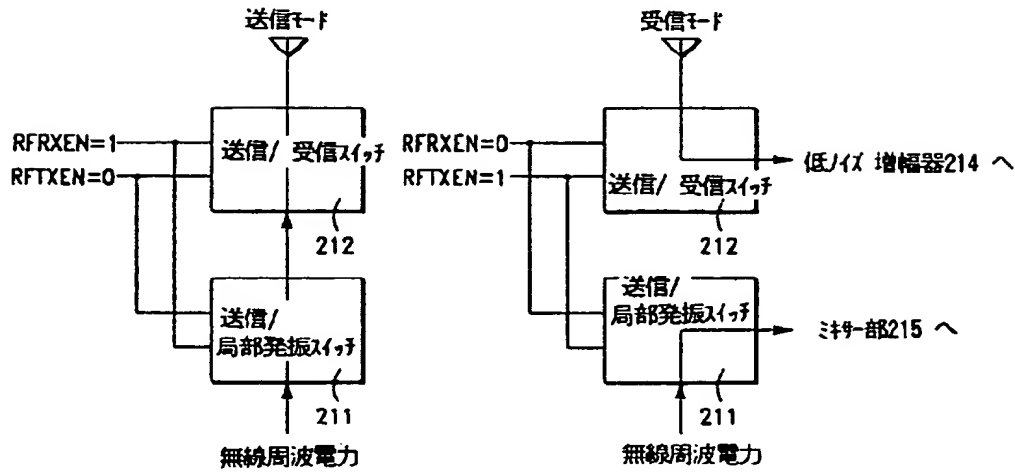 送信モード
RFRXEN=1
RFTXEN=0
送信/ 受信スイッチ
212
送信/
局部発振スイッチ
211
無線周波電力
受信モード
RFRXEN=0
RFTXEN=1
送信/ 受信スイッチ
212
低ノイズ 増幅器214 へ
送信/
局部発振スイッチ
ミキサー部215 へ
211
無線周波電力